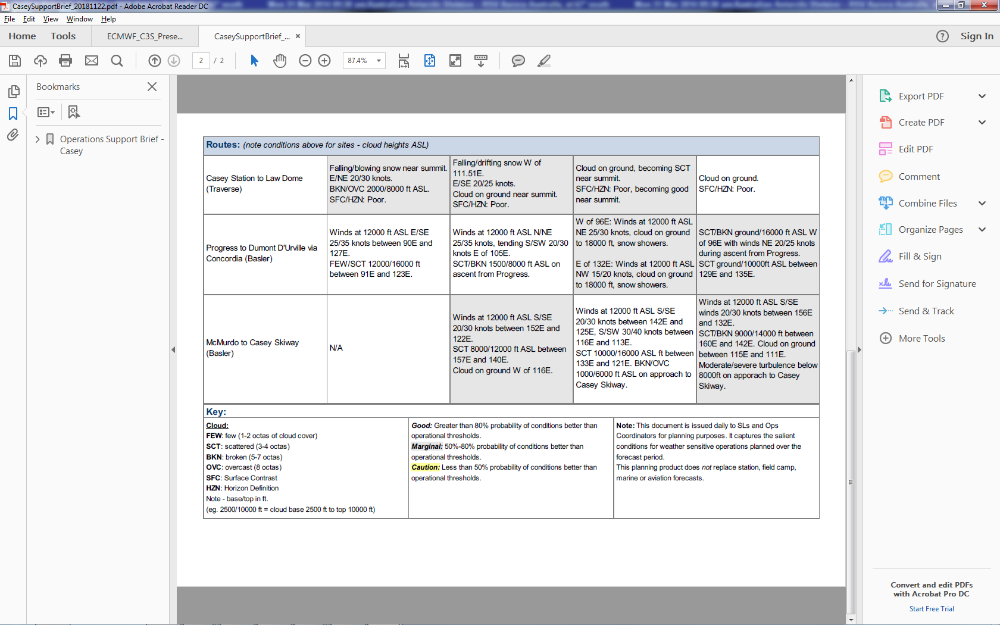 CaseySupportBrief_20181122.pdf - Adobe Acrobat Reader DC
File Edit View Window Help
Home Tools ECMWF_C3S_Prese... CaseySupportBrief_... × ? Sign In
2 / 2 87.4%
Bookmarks
Operations Support Brief -
Casey
Routes: (note conditions above for sites - cloud heights ASL)
Casey Station to Law Dome
(Traverse)
Falling/blowing snow near summit.
E/NE 20/30 knots.
BKN/OVC 2000/8000 ft ASL.
SFC/HZN: Poor.
Falling/drifting snow W of
111.51E.
E/SE 20/25 knots.
Cloud on ground near summit.
SFC/HZN: Poor.
Cloud on ground, becoming SCT
near summit.
SFC/HZN: Poor, becoming good
near summit.
Cloud on ground.
SFC/HZN: Poor.
Progress to Dumont D'Urville via
Concordia (Basler)
Winds at 12000 ft ASL E/SE
25/35 knots between 90E and
127E.
FEW/SCT 12000/16000 ft
between 91E and 123E.
Winds at 12000 ft ASL N/NE
25/35 knots, tending S/SW 20/30
knots E of 105E.
SCT/BKN 1500/8000 ft ASL on
ascent from Progress.
W of 96E: Winds at 12000 ft ASL
NE 25/30 knots, cloud on ground
to 18000 ft, snow showers.
E of 132E: Winds at 12000 ft ASL
NW 15/20 knots, cloud on ground
to 18000 ft, snow showers.
SCT/BKN ground/16000 ft ASL W
of 96E with winds NE 20/25 knots
during ascent from Progress.
SCT ground/10000ft ASL between
129E and 135E.
McMurdo to Casey Skiway
(Basler)
N/A
Winds at 12000 ft ASL S/SE
20/30 knots between 152E and
122E.
SCT 8000/12000 ft ASL between
157E and 140E.
Cloud on ground W of 116E.
Winds at 12000 ft ASL S/SE
20/30 knots between 142E and
125E, S/SW 30/40 knots between
116E and 113E.
SCT 10000/16000 ASL ft between
133E and 121E. BKN/OVC
1000/6000 ft ASL on approach to
Casey Skiway.
Winds at 12000 ft ASL S/SE
winds 20/30 knots between 156E
and 132E.
SCT/BKN 9000/14000 ft between
160E and 142E. Cloud on ground
between 115E and 111E.
Moderate/severe turbulence below
8000ft on apporach to Casey
Skiway.
Key:
Cloud:
FEW: few (1-2 octas of cloud cover)
SCT: scattered (3-4 octas)
BKN: broken (5-7 octas)
OVC: overcast (8 octas)
SFC: Surface Contrast
HZN: Horizon Definition
Note - base/top in ft.
(eg. 2500/10000 ft = cloud base 2500 ft to top 10000 ft)
Good: Greater than 80% probability of conditions better than
operational thresholds.
Marginal: 50%-80% probability of conditions better than
operational thresholds.
Caution: Less than 50% probability of conditions better than
operational thresholds.
Note: This document is issued daily to SLs and Ops
Coordinators for planning purposes. It captures the salient
conditions for weather sensitive operations planned over the
forecast period.
This planning product does not replace station, field camp,
marine or aviation forecasts.
Export PDF
Create PDF
Edit PDF
Comment
Combine Files
Organize Pages
Fill & Sign
Send for Signature
Send & Track
More Tools
Convert and edit PDFs
with Acrobat Pro DC
Start Free Trial